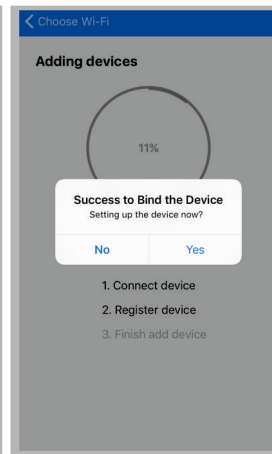 Choose Wi-Fi
Adding devices
11%
Success to Bind the Device
Setting up the device now?
No Yes
1. Connect device
2. Register device
3. Finish add device